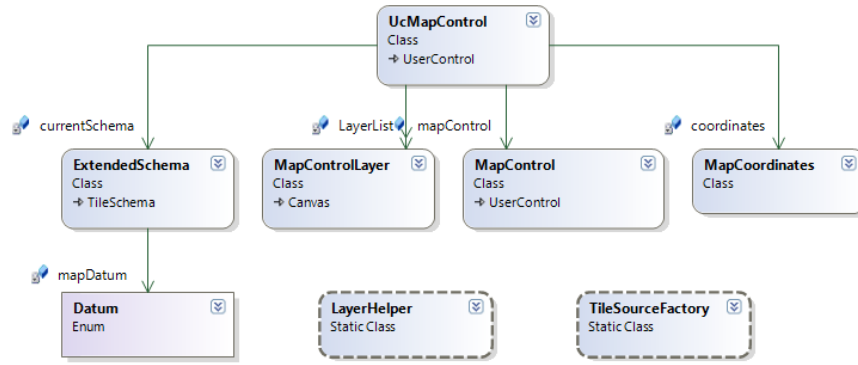 UcMapControl
Class
UserControl
currentSchema
LayerList
mapControl
coordinates
ExtendedSchema
Class
TileSchema
MapControlLayer
Class
Canvas
MapControl
Class
UserControl
MapCoordinates
Class
mapDatum
Datum
Enum
LayerHelper
Static Class
TileSourceFactory
Static Class